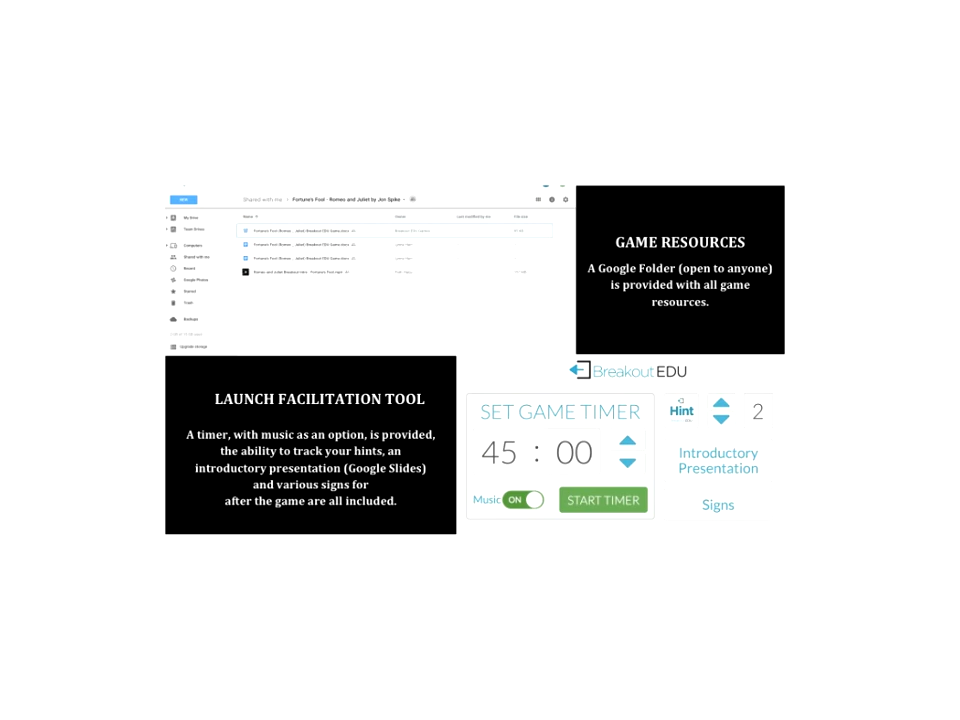 Shared with me › Fortune's Fool - Romeo and Juliet by Jon Spike
Name
Last modified by me
File size
My Drive
Team Drives
Computers
Shared with me
Recent
Google Photos
Starred
Trash
Backups
Upgrade storage
GAME RESOURCES
A Google Folder (open to anyone)
is provided with all game
resources.
LAUNCH FACILITATION TOOL
A timer, with music as an option, is provided,
the ability to track your hints, an
introductory presentation (Google Slides)
and various signs for
after the game are all included.
Breakout EDU
SET GAME TIMER
45 : 00
Music ON START TIMER
Hint 2
Introductory
Presentation
Signs